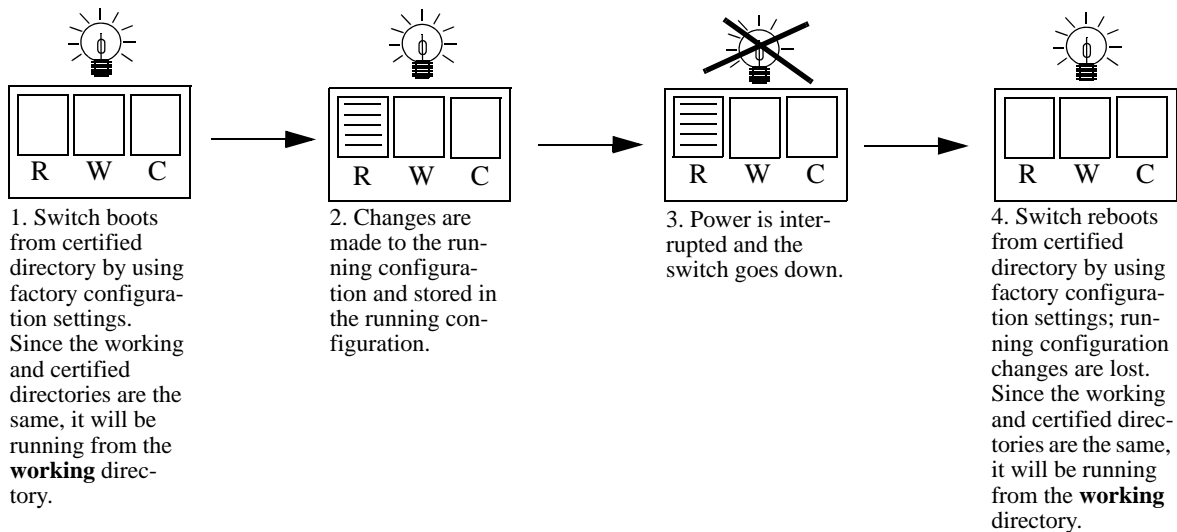 R W C
R W C
R W C
R W C
1. Switch boots
from certified
directory by using
factory configura-
tion settings.
Since the working
and certified
directories are the
same, it will be
running from the
working direc-
tory.
2. Changes are
made to the run-
ning configura-
tion and stored in
the running con-
figuration.
3. Power is inter-
rupted and the
switch goes down.
4. Switch reboots
from certified
directory by using
factory configura-
tion settings; run-
ning configuration
changes are lost.
Since the working
and certified direc-
tories are the same,
it will be running
from the working
directory.